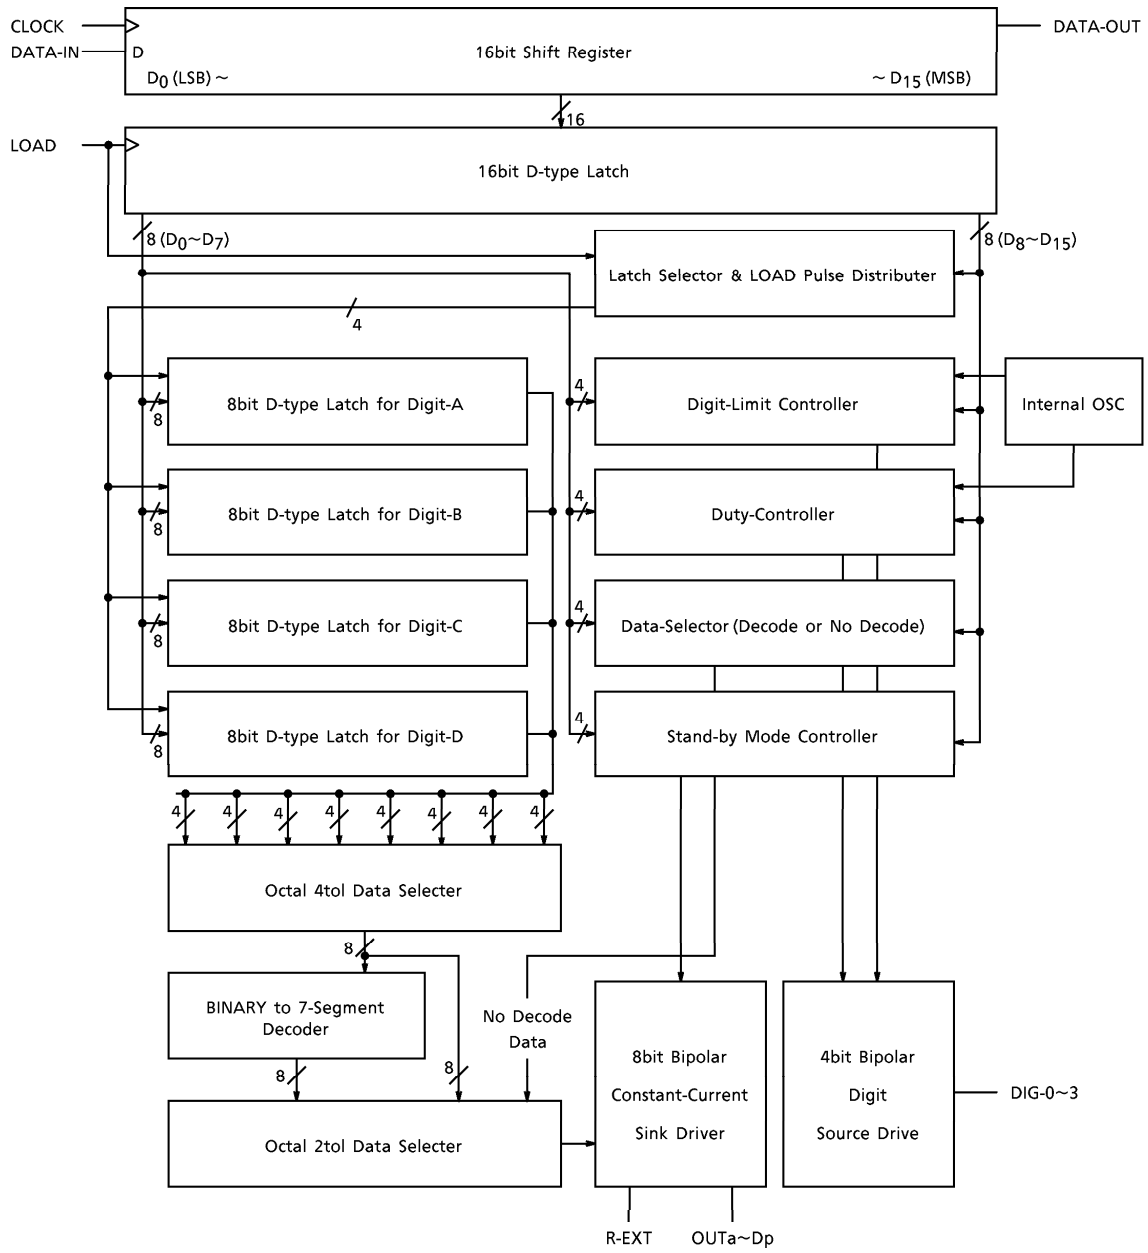 CLOCK
DATA-OUT
DATA-IN
D
16bit Shift Register
D0 (LSB) ~
~ D15 (MSB)
16
LOAD
16bit D-type Latch
8 (D0~D7)
8 (D8~D15)
Latch Selector & LOAD Pulse Distributer
4
8bit D-type Latch for Digit-A
8
4
Digit-Limit Controller
Internal OSC
8bit D-type Latch for Digit-B
8
4
Duty-Controller
8bit D-type Latch for Digit-C
8
4
Data-Selector (Decode or No Decode)
8bit D-type Latch for Digit-D
8
4
Stand-by Mode Controller
4 4 4 4 4 4 4 4
Octal 4tol Data Selecter
8
BINARY to 7-Segment
Decoder
No Decode
Data
8
8
Octal 2tol Data Selecter
8bit Bipolar
Constant-Current
Sink Driver
4bit Bipolar
Digit
Source Drive
DIG-0~3
R-EXT
OUTa~Dp